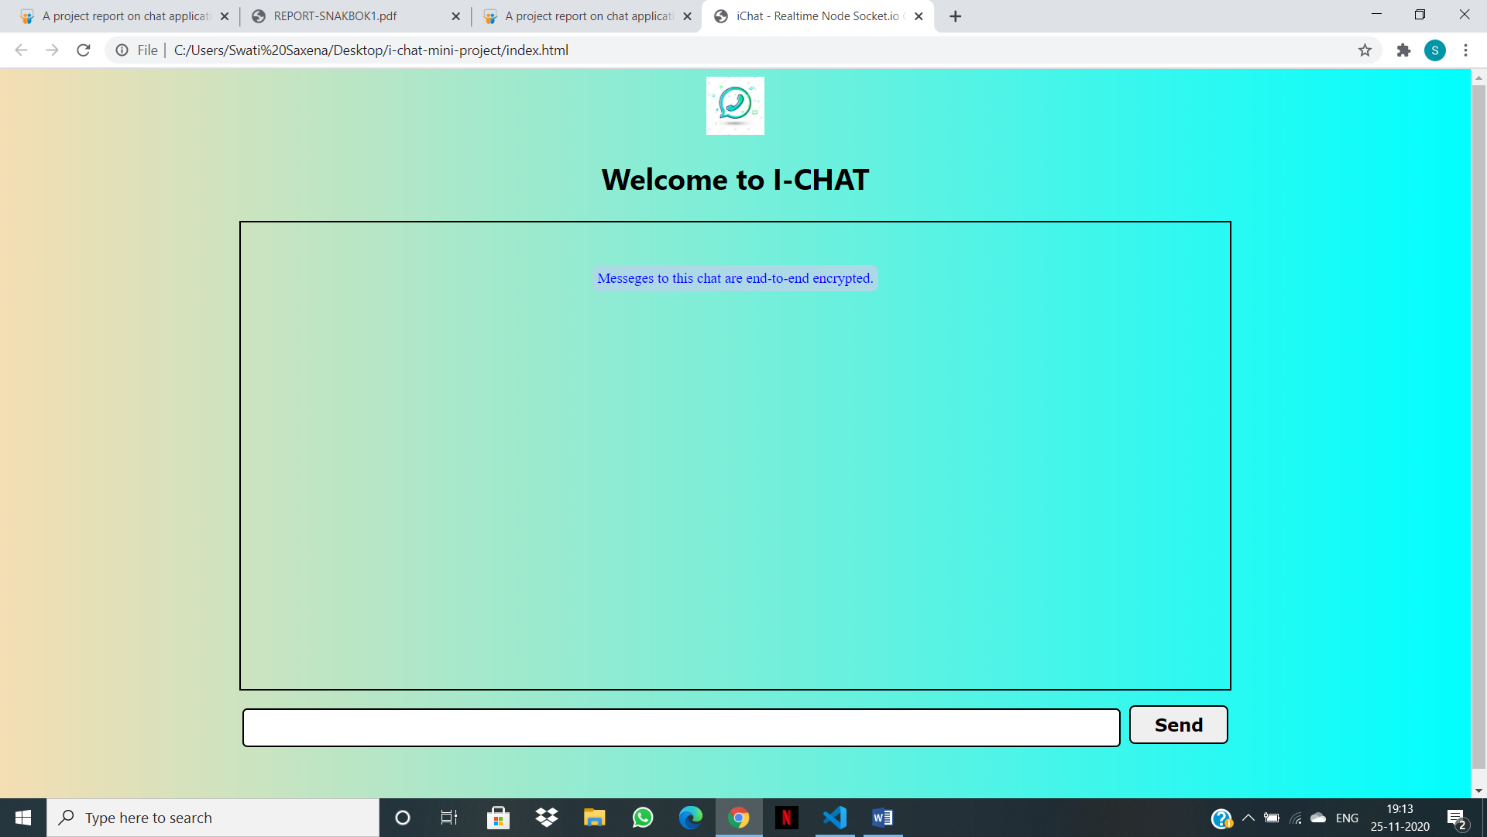 A project report on chat applicati
REPORT-SNAKBOK1.pdf
A project report on chat applicati
iChat - Realtime Node Socket.io
File | C:/Users/Swati%20Saxena/Desktop/i-chat-mini-project/index.html
S
Welcome to I-CHAT
Messeges to this chat are end-to-end encrypted.
Send
Type here to search
N
W
ENG
19:13
25-11-2020
2